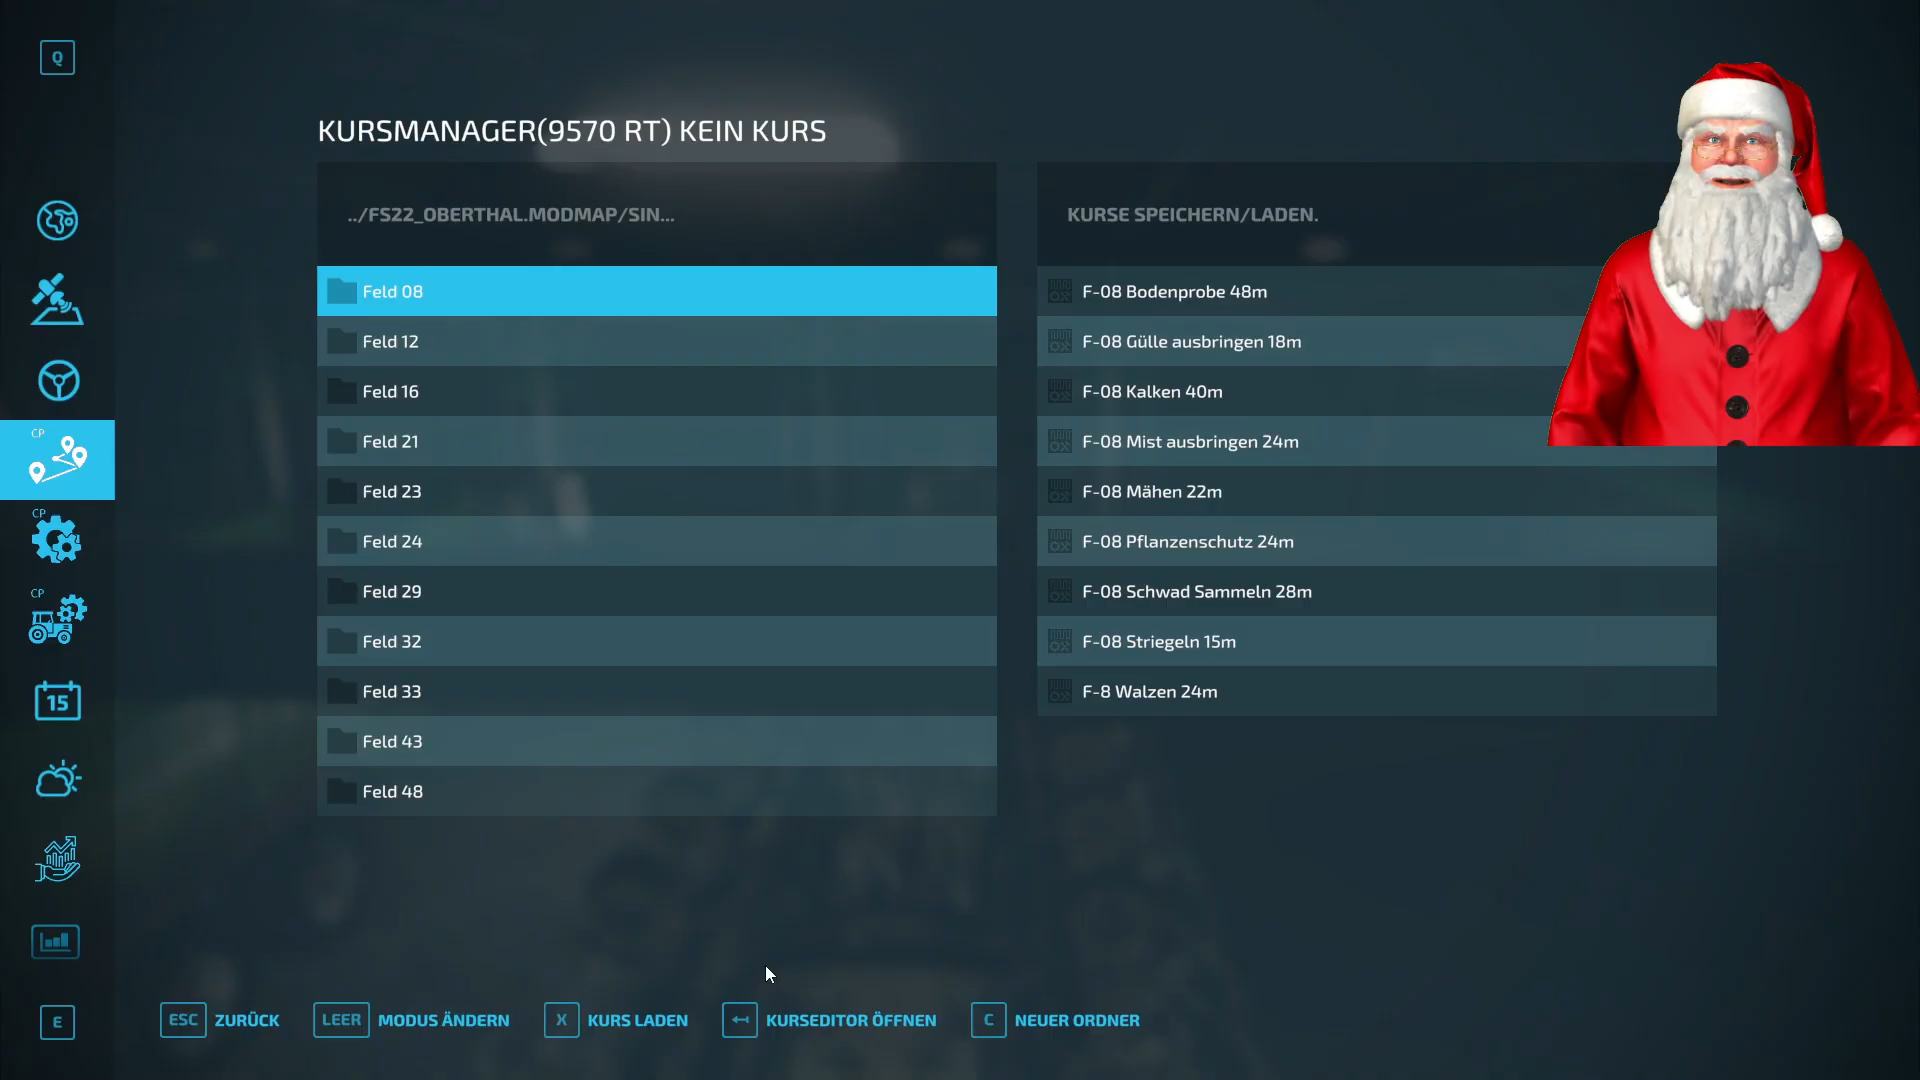 Q
KURSMANAGER(9570 RT) KEIN KURS
../FS22_OBERTHAL.MODMAP/SIN...
Feld 08
Feld 12
Feld 16
Feld 21
Feld 23
Feld 24
Feld 29
Feld 32
Feld 33
Feld 43
Feld 48
KURSE SPEICHERN/LADEN.
F-08 Bodenprobe 48m
F-08 Gülle ausbringen 18m
F-08 Kalken 40m
F-08 Mist ausbringen 24m
F-08 Mähen 22m
F-08 Pflanzenschutz 24m
F-08 Schwad Sammeln 28m
F-08 Striegeln 15m
F-8 Walzen 24m
CP
CP
CP
15
E
ESC ZURÜCK LEER MODUS ÄNDERN X KURS LADEN KURSEDITOR ÖFFNEN C NEUER ORDNER